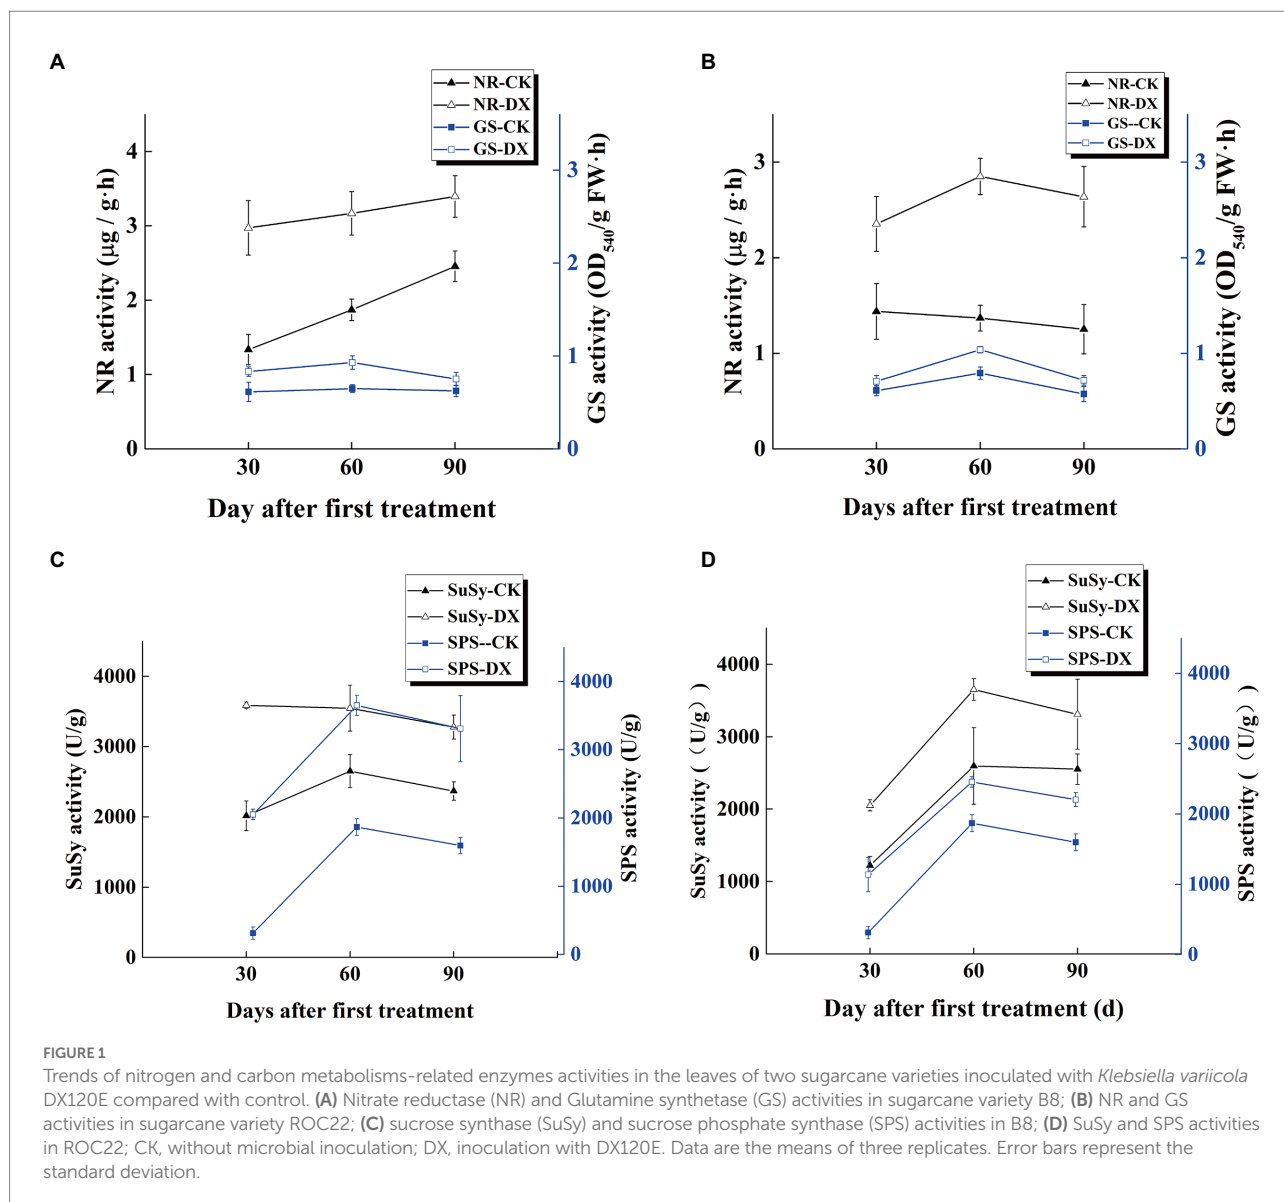 A
NR-CK
NR-DX
GS-CK
GS-DX
NR activity (μg / g·h)
4
3
2
1
0
3
2
1
0
GS activity (OD540/g FW·h)
30 60 90
Day after first treatment
B
NR-CK
NR-DX
GS--CK
GS-DX
NR activity (μg / g·h)
3
2
1
0
3
2
1
0
GS activity (OD540/g FW·h)
30 60 90
Days after first treatment
C
SuSy-CK
SuSy-DX
SPS--CK
SPS-DX
SuSy activity (U/g)
4000
3000
2000
1000
0
4000
3000
2000
1000
0
SPS activity (U/g)
30 60 90
Days after first treatment
D
SuSy-CK
SuSy-DX
SPS-CK
SPS-DX
SuSy activity (（U/g）)
4000
3000
2000
1000
0
4000
3000
2000
1000
0
SPS activity (（U/g）)
30 60 90
Day after first treatment (d)
FIGURE 1
Trends of nitrogen and carbon metabolisms-related enzymes activities in the leaves of two sugarcane varieties inoculated with Klebsiella variicola
DX120E compared with control. (A) Nitrate reductase (NR) and Glutamine synthetase (GS) activities in sugarcane variety B8; (B) NR and GS
activities in sugarcane variety ROC22; (C) sucrose synthase (SuSy) and sucrose phosphate synthase (SPS) activities in B8; (D) SuSy and SPS activities
in ROC22; CK, without microbial inoculation; DX, inoculation with DX120E. Data are the means of three replicates. Error bars represent the
standard deviation.